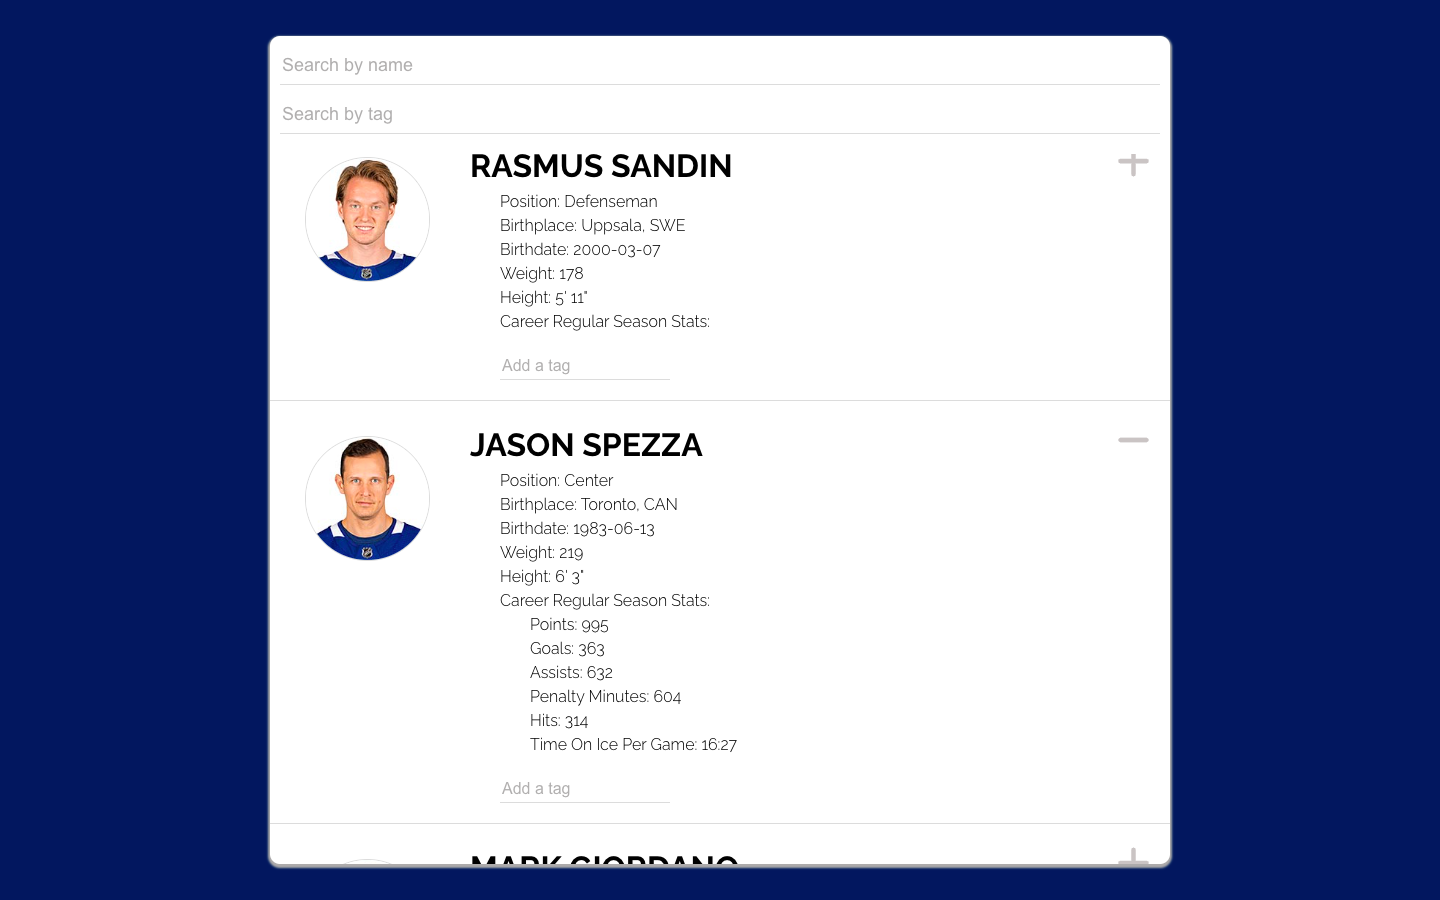 Search by name
Search by tag
RASMUS SANDIN
Position: Defenseman
Birthplace: Uppsala, SWE
Birthdate: 2000-03-07
Weight: 178
Height: 5' 11"
Career Regular Season Stats:
Add a tag
JASON SPEZZA
Position: Center
Birthplace: Toronto, CAN
Birthdate: 1983-06-13
Weight: 219
Height: 6' 3"
Career Regular Season Stats:
Points: 995
Goals: 363
Assists: 632
Penalty Minutes: 604
Hits: 314
Time On Ice Per Game: 16:27
Add a tag
MARK GIORDANO